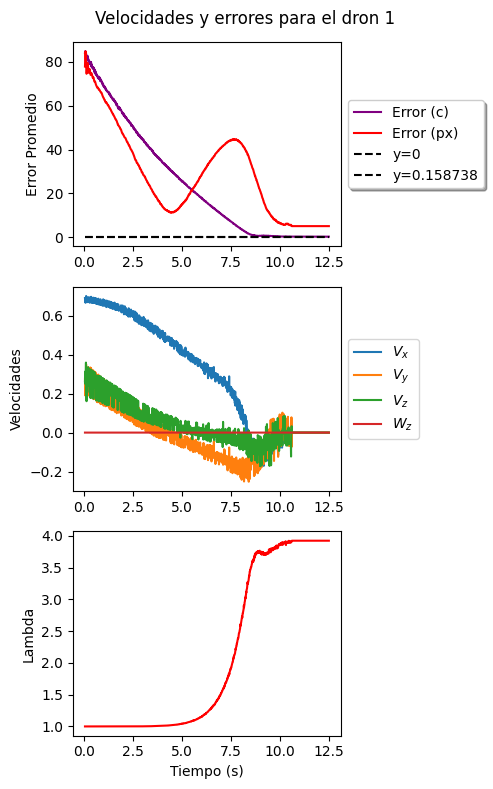 Velocidades y errores para el dron 1
Error Promedio
80
60
40
20
0
0.0 2.5 5.0 7.5 10.0 12.5
Error (c)
Error (px)
y=0
y=0.158738
Velocidades
0.6
0.4
0.2
0.0
−0.2
0.0 2.5 5.0 7.5 10.0 12.5
Vx
Vy
Vz
Wz
Lambda
4.0
3.5
3.0
2.5
2.0
1.5
1.0
0.0 2.5 5.0 7.5 10.0 12.5
Tiempo (s)